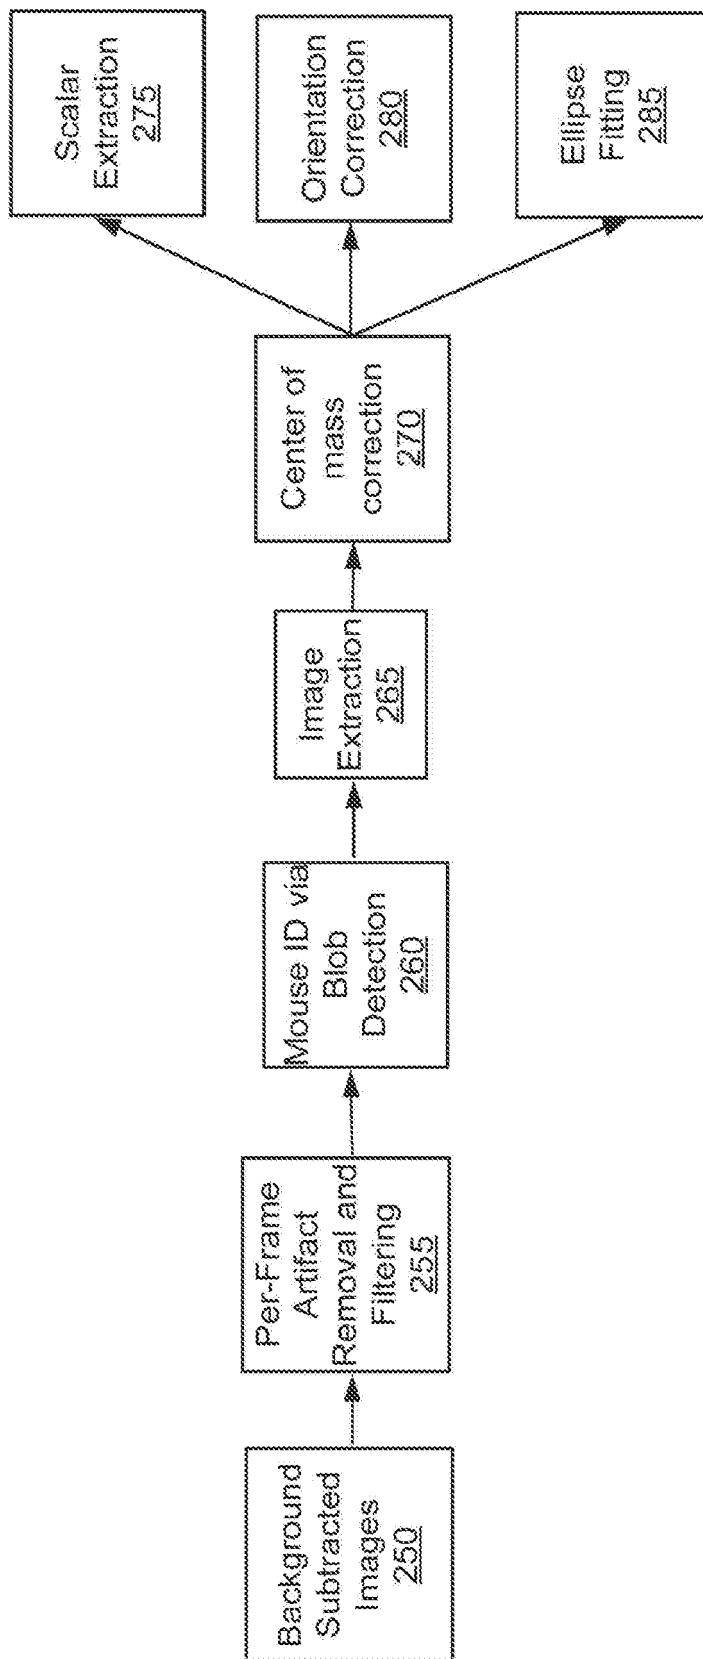 Background
Subtracted
Images
250
Per-Frame
Artifact
Removal and
Filtering
255
Mouse ID via
Blob
Detection
260
Image
Extraction
265
Center of
mass
correction
270
Scalar
Extraction
275
Orientation
Correction
280
Ellipse
Fitting
285